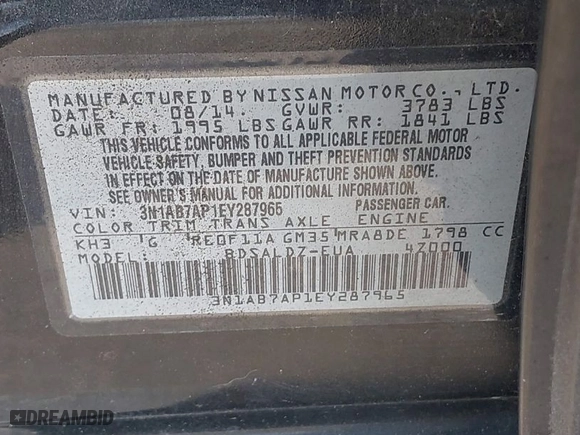 MANUFACTURED BY NISSAN MOTOR CO., LTD.
DATE: 08/14. GVWR: 3783 LBS
GAWR FR: 1995 LBS GAWR RR: 1841 LBS
THIS VEHICLE CONFORMS TO ALL APPLICABLE FEDERAL MOTOR
VEHICLE SAFETY, BUMPER AND THEFT PREVENTION STANDARDS
IN EFFECT ON THE DATE OF MANUFACTURE SHOWN ABOVE.
SEE OWNER'S MANUAL FOR ADDITIONAL INFORMATION.
VIN: 3N1AB7AP1EY287965 PASSENGER CAR.
COLOR TRIM TRANS AXLE ENGINE
KH3 G RE0F11A GM35 MRA8DE 1798 CC
MODEL: BDSALDZ-EUA 47000
3N1AB7AP1EY287965
DREAMBID